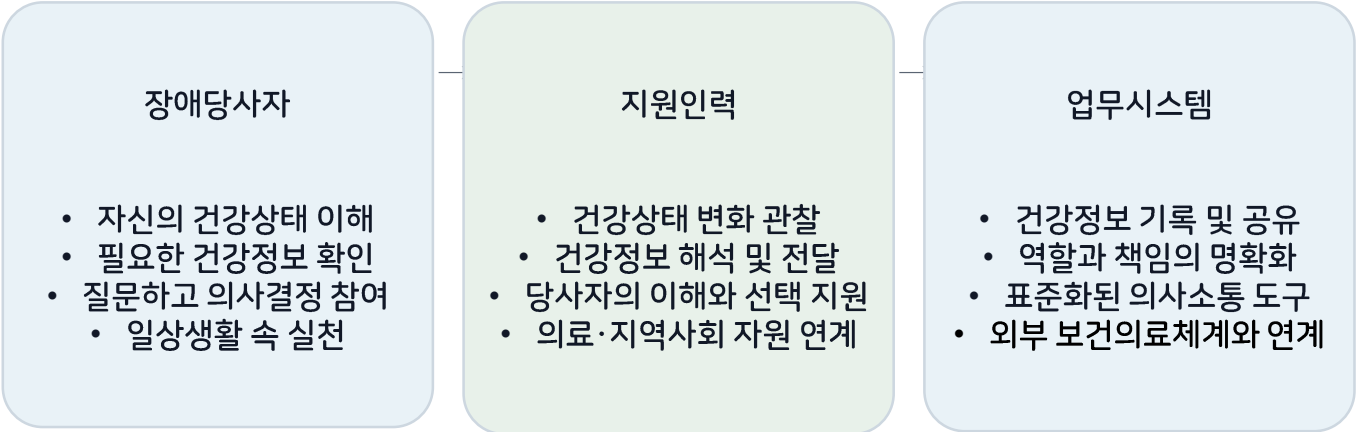 장애당사자
• 자신의 건강상태 이해
• 필요한 건강정보 확인
• 질문하고 의사결정 참여
• 일상생활 속 실천
지원인력
• 건강상태 변화 관찰
• 건강정보 해석 및 전달
• 당사자의 이해와 선택 지원
• 의료·지역사회 자원 연계
업무시스템
• 건강정보 기록 및 공유
• 역할과 책임의 명확화
• 표준화된 의사소통 도구
• 외부 보건의료체계와 연계